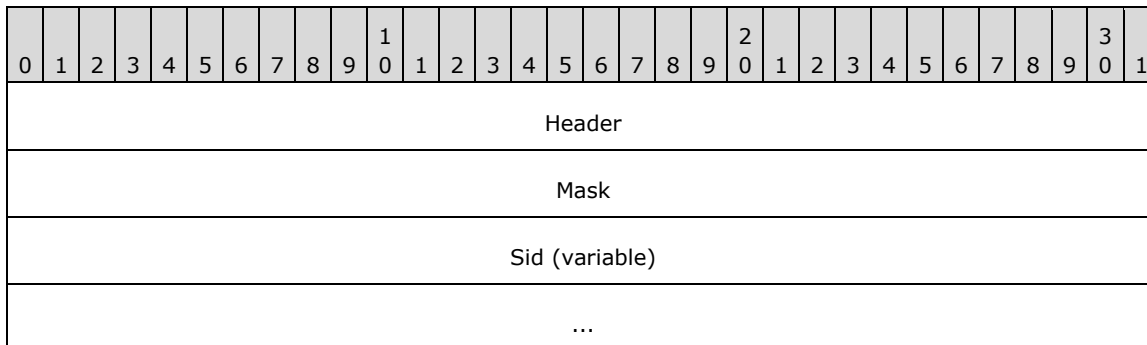 1 2 3
0 1 2 3 4 5 6 7 8 9 0 1 2 3 4 5 6 7 8 9 0 1 2 3 4 5 6 7 8 9 0 1
Header
Mask
Sid (variable)
...